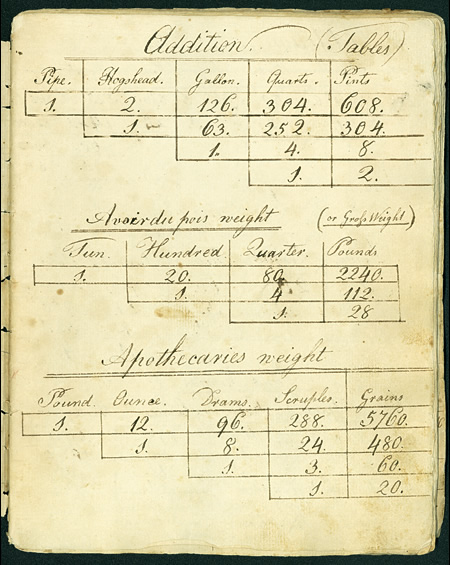 Addition. (Tables)
Pipe. Hogshead. Gallon. Quarts. Pints
1. 2. 126. 304. 608.
1. 63. 252. 304.
1. 4. 8.
1. 2.
Avoirdupois weight (or Gross Weight)
Tun. Hundred Quarter. Pounds
1. 20. 80. 2240.
1. 4 112.
1. 28
Apothecaries weight
Pound. Ounce. Drams. Scruples. Grains
1. 12. 96. 288. 5760.
1. 8. 24. 480
1. 3. 60.
1. 20.